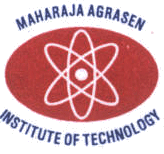 MAHARAJA AGRASEN
INSTITUTE OF TECHNOLOGY